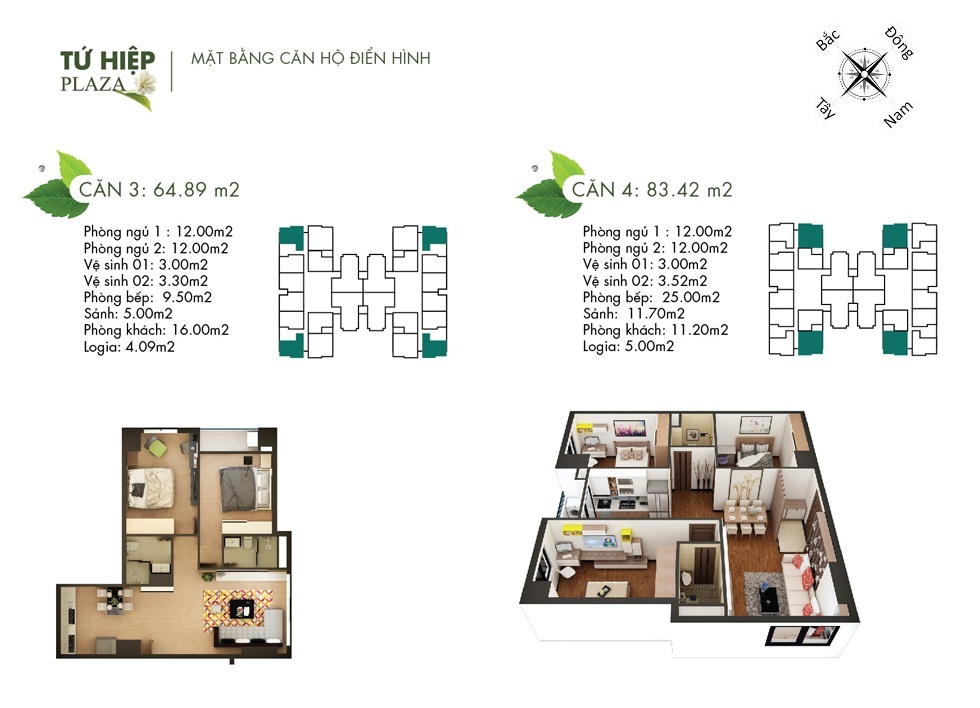 TỨ HIỆP
PLAZA
MẶT BẰNG CĂN HỘ ĐIỂN HÌNH
Bắc
Đông
Tây
Nam
CĂN 3: 64.89 m2
Phòng ngủ 1 : 12.00m2
Phòng ngủ 2: 12.00m2
Vệ sinh 01: 3.00m2
Vệ sinh 02: 3.30m2
Phòng bếp: 9.50m2
Sảnh: 5.00m2
Phòng khách: 16.00m2
Logia: 4.09m2
CĂN 4: 83.42 m2
Phòng ngủ 1 : 12.00m2
Phòng ngủ 2: 12.00m2
Vệ sinh 01: 3.00m2
Vệ sinh 02: 3.52m2
Phòng bếp: 25.00m2
Sảnh: 11.70m2
Phòng khách: 11.20m2
Logia: 5.00m2